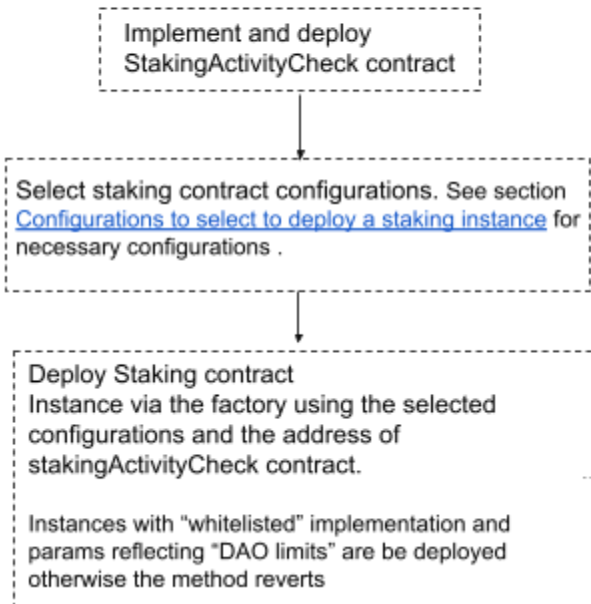 Implement and deploy
StakingActivityCheck contract
Select staking contract configurations. See section
Configurations to select to deploy a staking instance for
necessary configurations .
Deploy Staking contract
Instance via the factory using the selected
configurations and the address of
stakingActivityCheck contract.
Instances with “whitelisted” implementation and
params reflecting “DAO limits” are be deployed
otherwise the method reverts